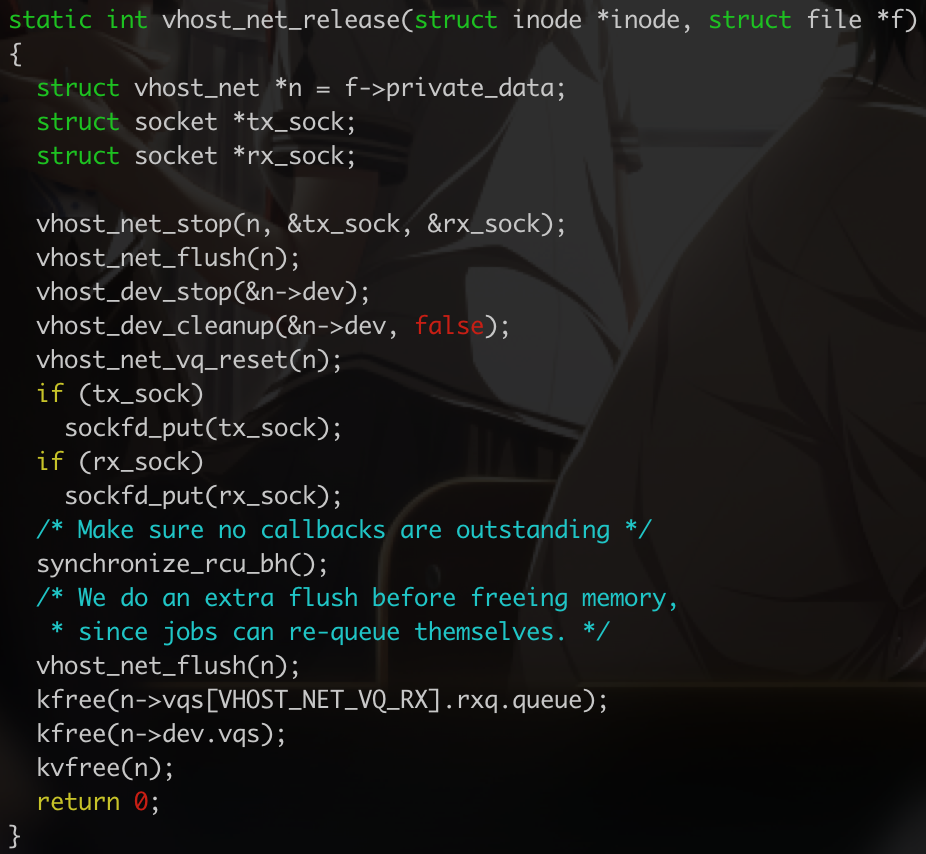 static int vhost_net_release(struct inode *inode, struct file *f)
{
  struct vhost_net *n = f->private_data;
  struct socket *tx_sock;
  struct socket *rx_sock;

  vhost_net_stop(n, &tx_sock, &rx_sock);
  vhost_net_flush(n);
  vhost_dev_stop(&n->dev);
  vhost_dev_cleanup(&n->dev, false);
  vhost_net_vq_reset(n);
  if (tx_sock)
    sockfd_put(tx_sock);
  if (rx_sock)
    sockfd_put(rx_sock);
  /* Make sure no callbacks are outstanding */
  synchronize_rcu_bh();
  /* We do an extra flush before freeing memory,
   * since jobs can re-queue themselves. */
  vhost_net_flush(n);
  kfree(n->vqs[VHOST_NET_VQ_RX].rxq.queue);
  kfree(n->dev.vqs);
  kvfree(n);
  return 0;
}